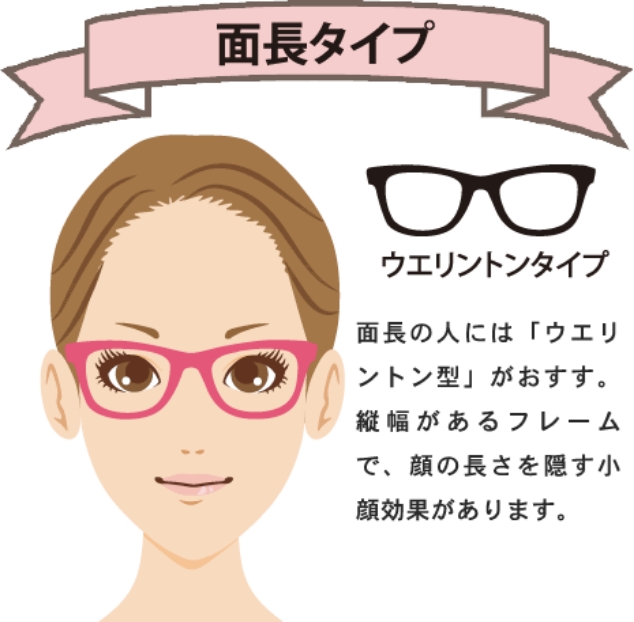 面長タイプ
ウエリントンタイプ
面長の人には「ウエリ
ントン型」がおすす。
縦幅があるフレーム
で、顔の長さを隠す小
顔効果があります。